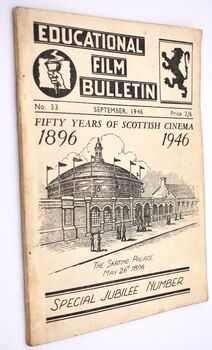 EDUCATIONAL
FILM
BULLETIN
No. 33 SEPTEMBER, 1946 Price 2/6
FIFTY YEARS OF SCOTTISH CINEMA
1896 1946
THE SKATING PALACE
MAY 26TH 1896
SPECIAL JUBILEE NUMBER